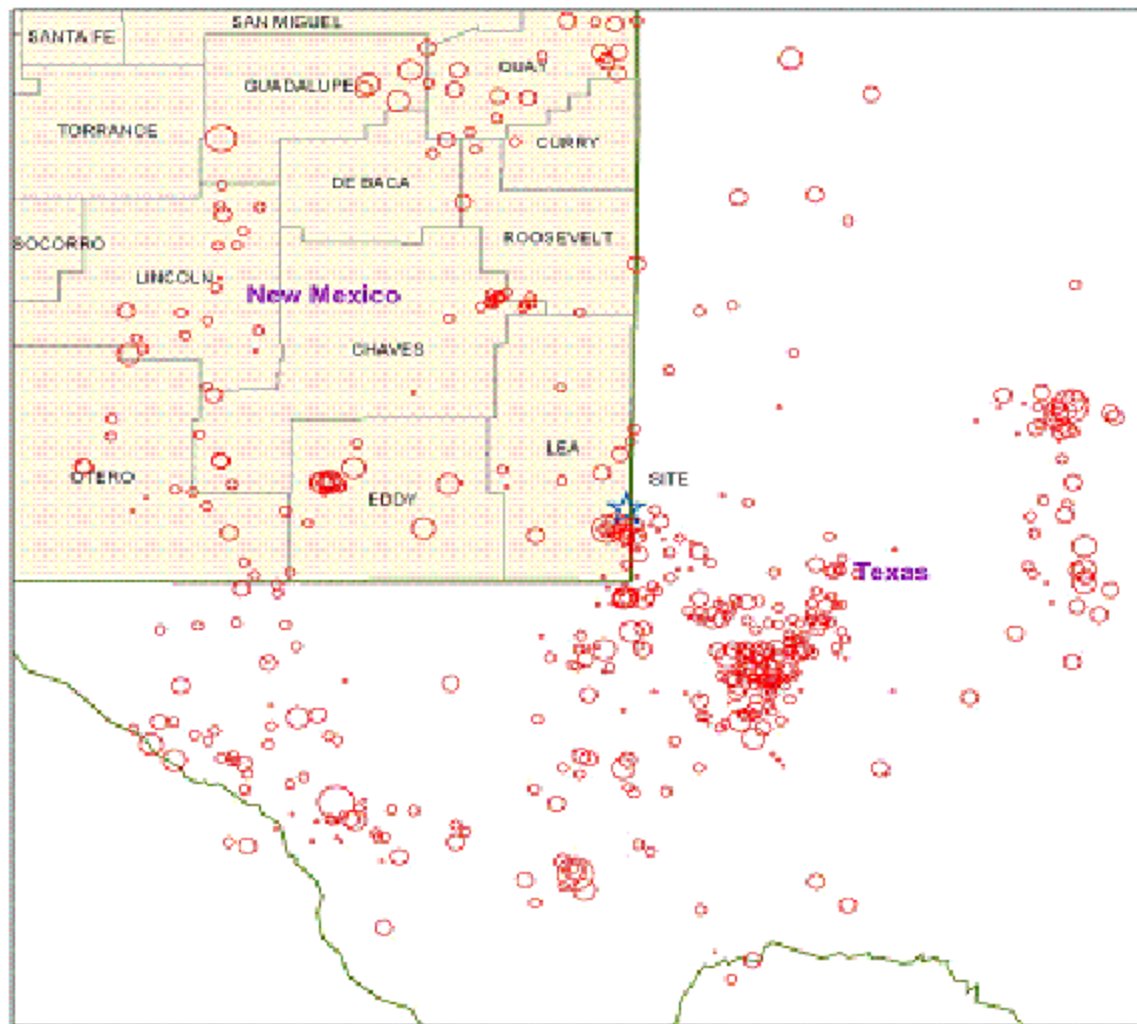 SAN MIGUEL
SANTA FE
QUAY
GUADALUPE
TORRANCE
CURRY
DE BACA
ROOSEVELT
SOCORRO
LINCOLN
New Mexico
CHAVES
LEA
OTERO
SITE
EDDY
Texas